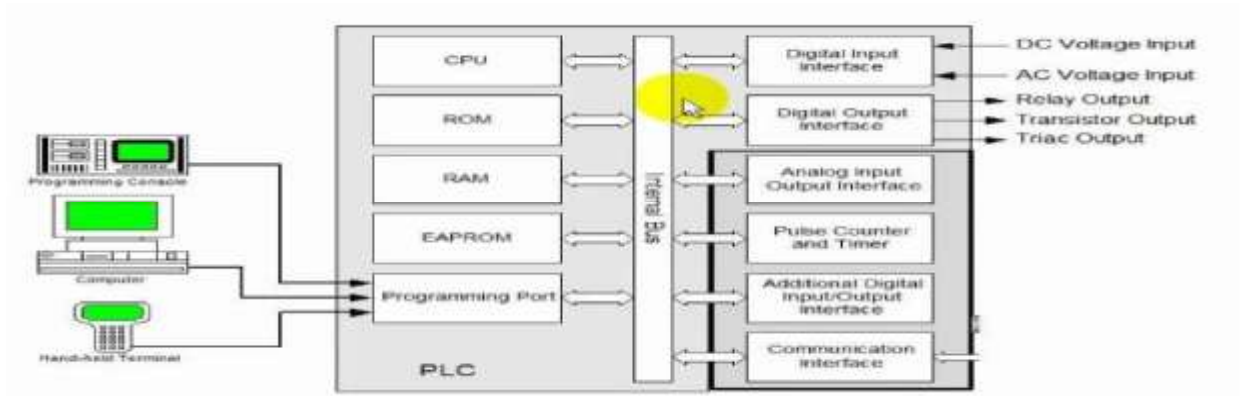 CPU
ROM
RAM
EAPROM
Programming Port
PLC
Internal Bus
Digital Input
Interface
Digital Output
Interface
Analog Input
Output Interface
Pulse Counter
and Timer
Additional Digital
Input/Output
Interface
Communication
Interface
DC Voltage Input
AC Voltage Input
Relay Output
Transistor Output
Triac Output
Programming Console
Computer
Hand-Held Terminal